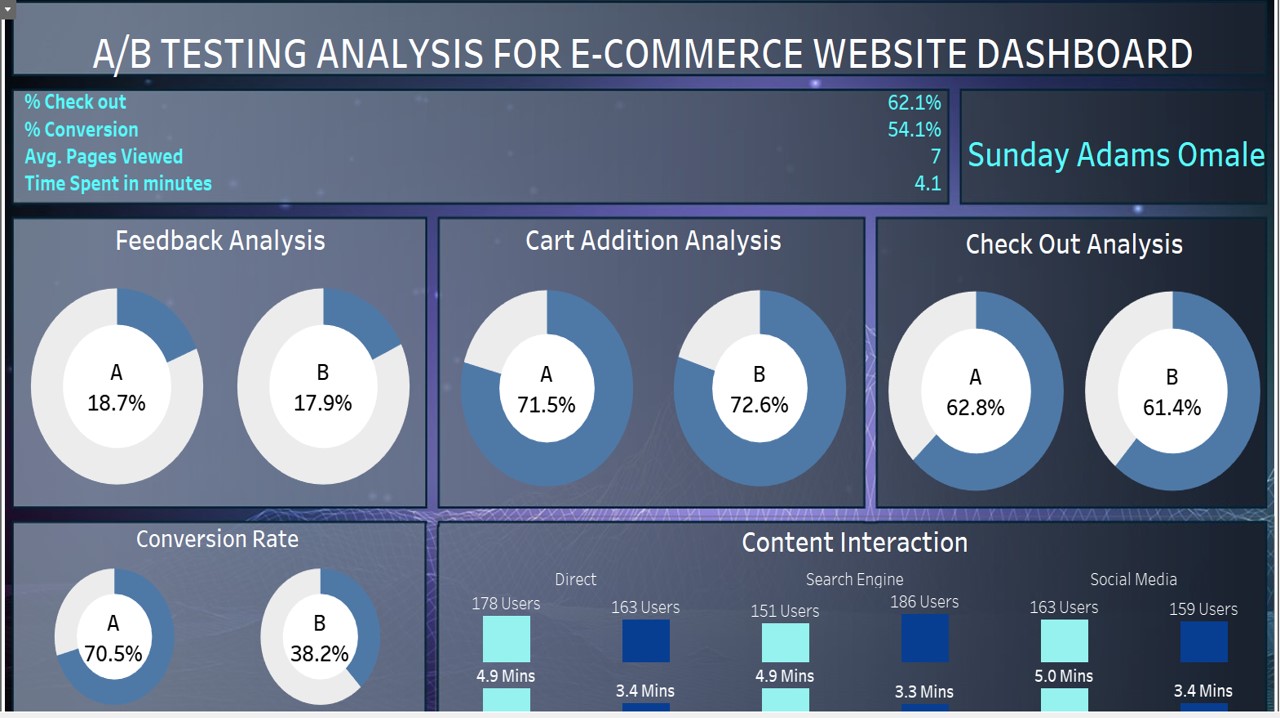 A/B TESTING ANALYSIS FOR E-COMMERCE WEBSITE DASHBOARD
% Check out 62.1%
% Conversion 54.1%
Avg. Pages Viewed 7
Time Spent in minutes 4.1
Sunday Adams Omale
Feedback Analysis
A
18.7%
B
17.9%
Cart Addition Analysis
A
71.5%
B
72.6%
Check Out Analysis
A
62.8%
B
61.4%
Conversion Rate
A
70.5%
B
38.2%
Content Interaction
Direct Search Engine Social Media
178 Users 163 Users 151 Users 186 Users 163 Users 159 Users
4.9 Mins 3.4 Mins 4.9 Mins 3.3 Mins 5.0 Mins 3.4 Mins